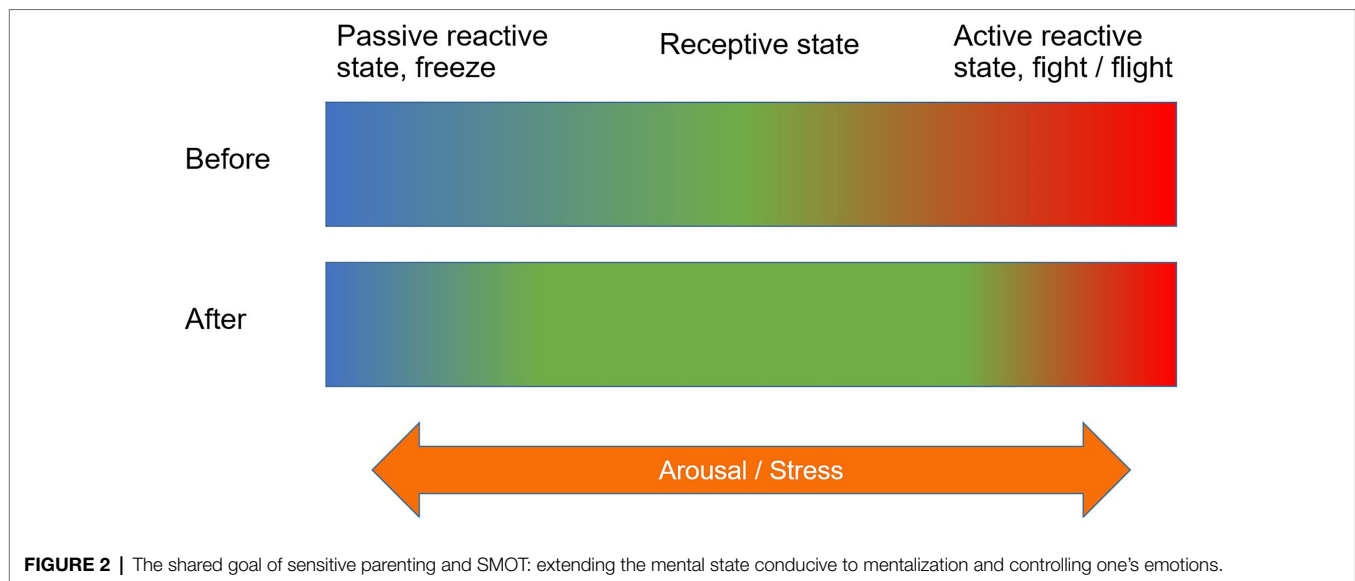 Passive reactive
state, freeze
Receptive state
Active reactive
state, fight / flight
Before
After
Arousal / Stress
FIGURE 2 | The shared goal of sensitive parenting and SMOT: extending the mental state conducive to mentalization and controlling one’s emotions.